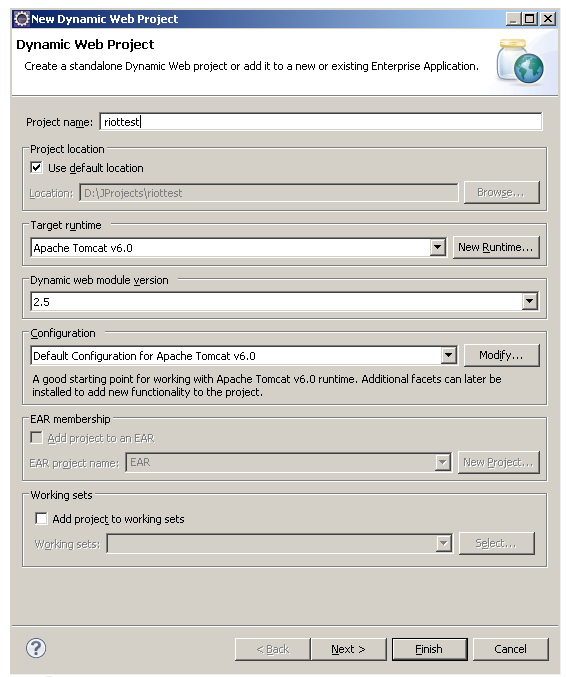 New Dynamic Web Project
Dynamic Web Project
Create a standalone Dynamic Web project or add it to a new or existing Enterprise Application.
Project name: riottest
Project location
Use default location
Location: D:\JProjects\riottest Browse...
Target runtime
Apache Tomcat v6.0 New Runtime...
Dynamic web module version
2.5
Configuration
Default Configuration for Apache Tomcat v6.0 Modify...
A good starting point for working with Apache Tomcat v6.0 runtime. Additional facets can later be
installed to add new functionality to the project.
EAR membership
Add project to an EAR
EAR project name: EAR New Project...
Working sets
Add project to working sets
Working sets: Select...
? < Back Next > Finish Cancel